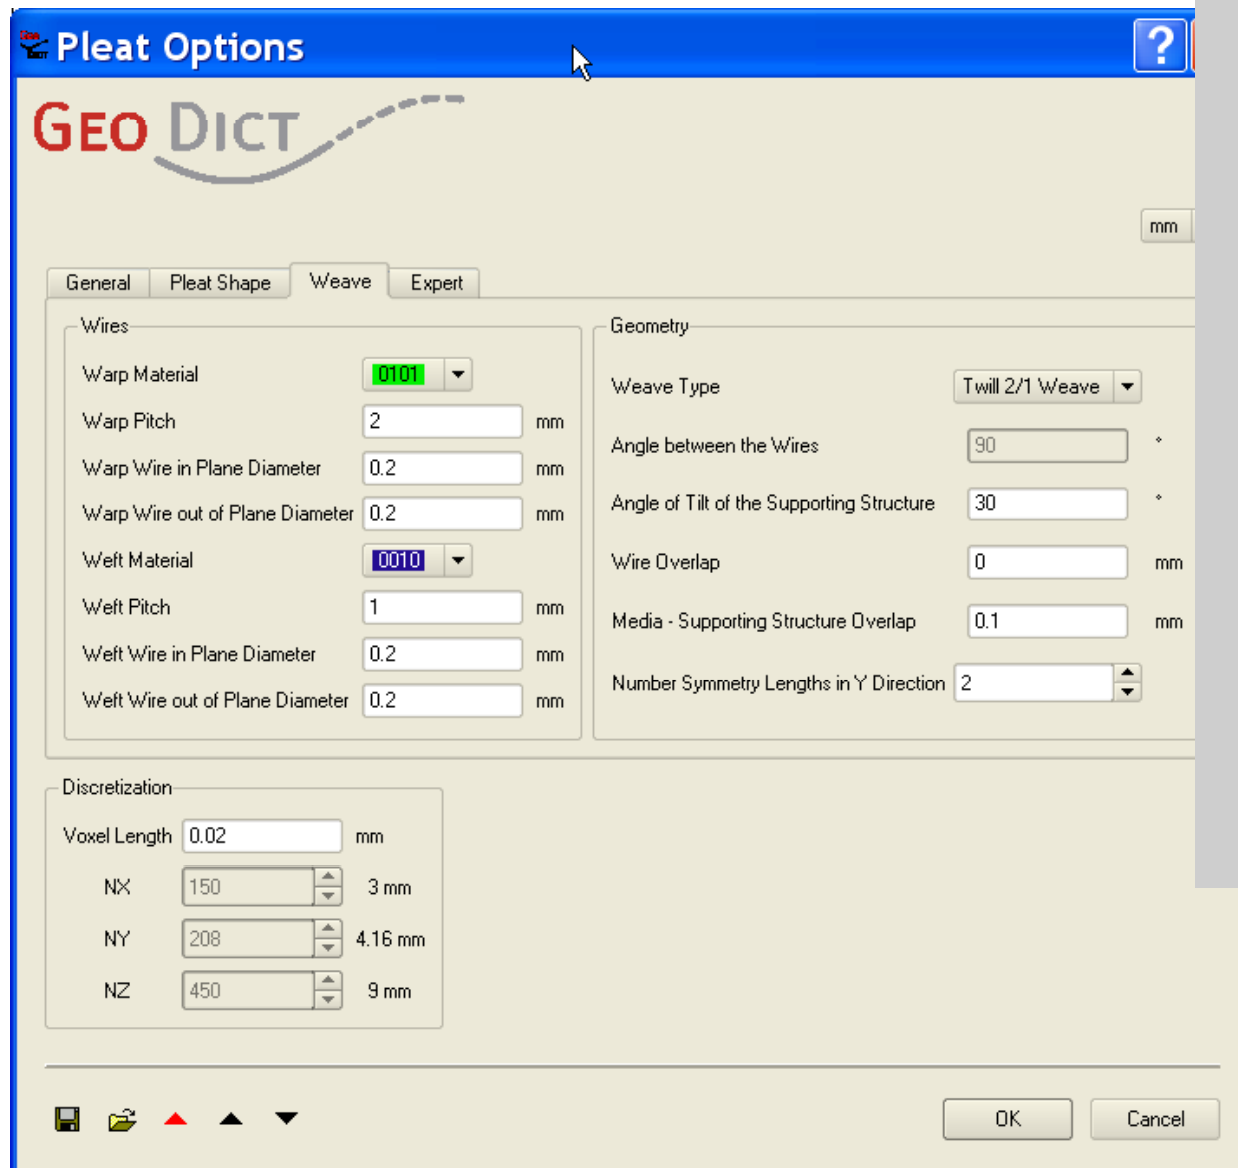 Pleat Options
?
GEO DICT
mm
General Pleat Shape Weave Expert
Wires
Warp Material 0101
Warp Pitch 2 mm
Warp Wire in Plane Diameter 0.2 mm
Warp Wire out of Plane Diameter 0.2 mm
Weft Material 0010
Weft Pitch 1 mm
Weft Wire in Plane Diameter 0.2 mm
Weft Wire out of Plane Diameter 0.2 mm
Geometry
Weave Type Twill 2/1 Weave
Angle between the Wires 90 °
Angle of Tilt of the Supporting Structure 30 °
Wire Overlap 0 mm
Media - Supporting Structure Overlap 0.1 mm
Number Symmetry Lengths in Y Direction 2
Discretization
Voxel Length 0.02 mm
NX 150 3 mm
NY 208 4.16 mm
NZ 450 9 mm
OK Cancel